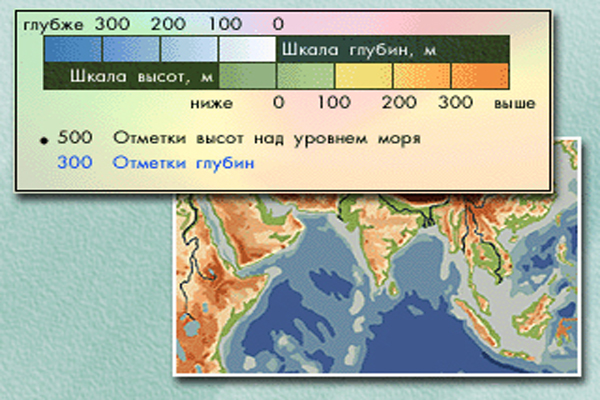 глубже 300 200 100 0
Шкала глубин, м
Шкала высот, м
ниже 0 100 200 300 выше
500 Отметки высот над уровнем моря
300 Отметки глубин